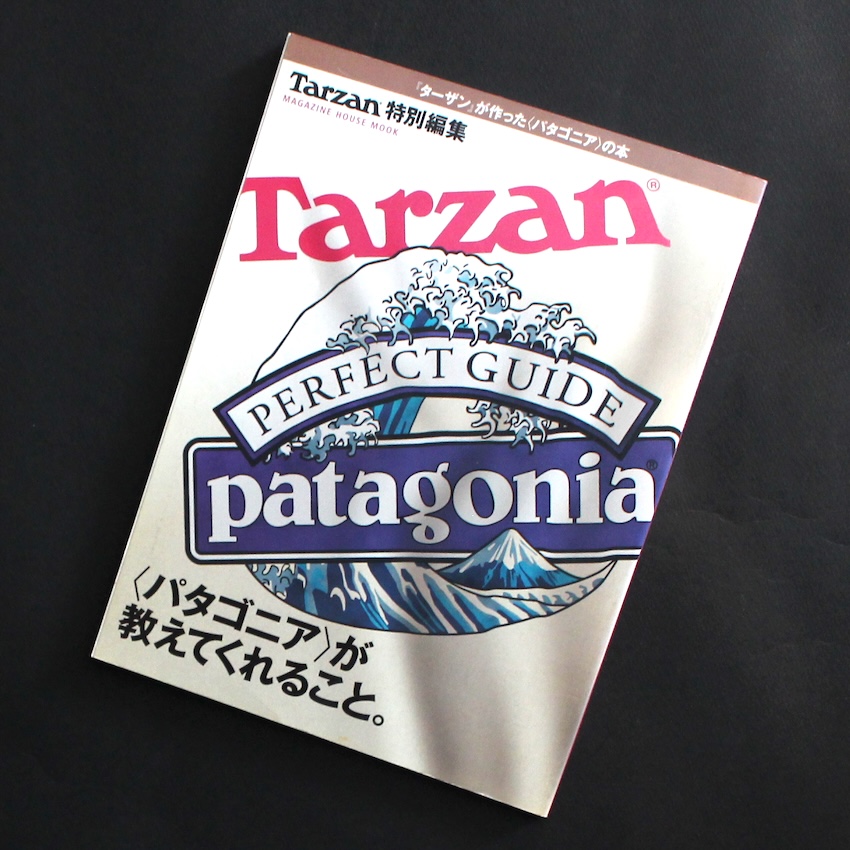 『ターザン』が作った〈パタゴニア〉の本
Tarzan 特別編集
MAGAZINE HOUSE MOOK
Tarzan®
PERFECT GUIDE
patagonia®
〈パタゴニア〉が
教えてくれること。